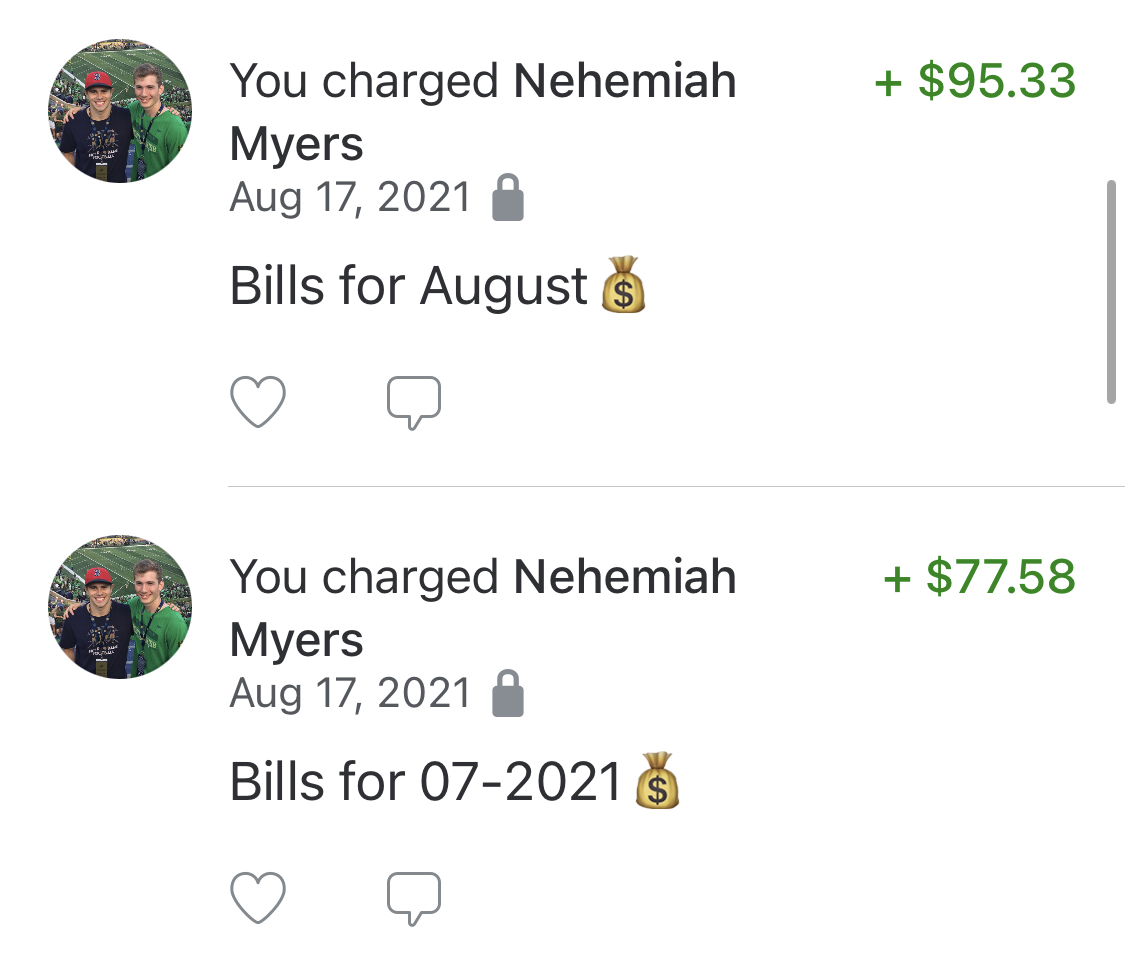 You charged Nehemiah + $95.33
Myers
Aug 17, 2021 🔒
Bills for August 💰
You charged Nehemiah + $77.58
Myers
Aug 17, 2021 🔒
Bills for 07-2021 💰